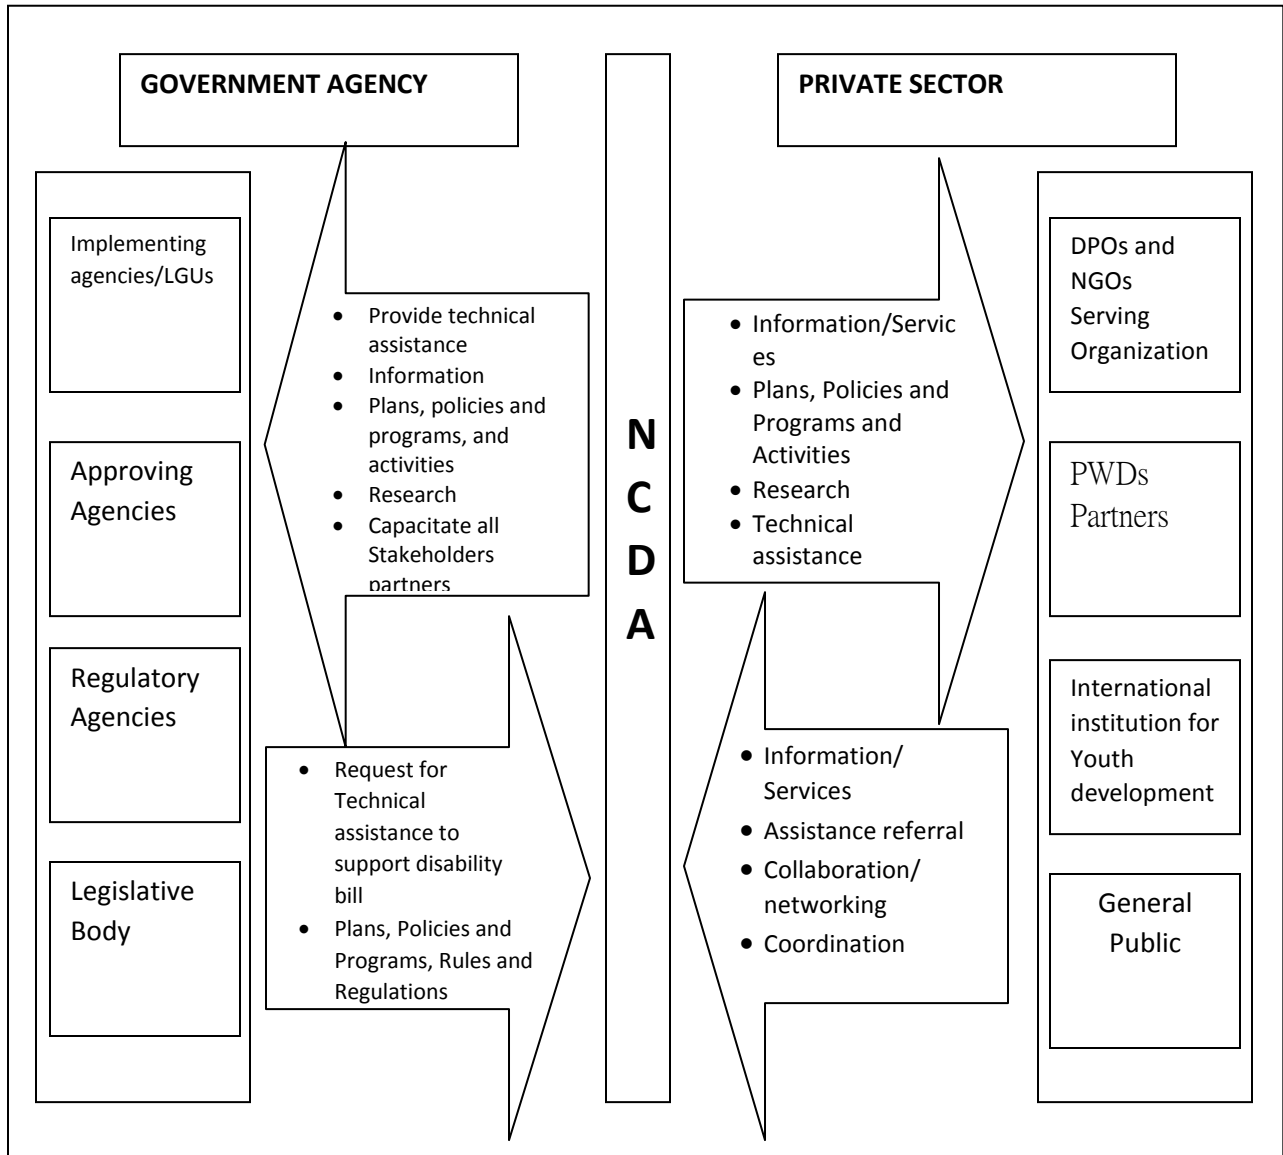 GOVERNMENT AGENCY
PRIVATE SECTOR
Implementing
agencies/LGUs
Approving
Agencies
Regulatory
Agencies
Legislative
Body
• Provide technical
assistance
• Information
• Plans, policies and
programs, and
activities
• Research
• Capacitate all
Stakeholders
partners
• Request for
Technical
assistance to
support disability
bill
• Plans, Policies and
Programs, Rules and
Regulations
N
C
D
A
• Information/Servic
es
• Plans, Policies and
Programs and
Activities
• Research
• Technical
assistance
• Information/
Services
• Assistance referral
• Collaboration/
networking
• Coordination
DPOs and
NGOs
Serving
Organization
PWDs
Partners
International
institution for
Youth
development
General
Public